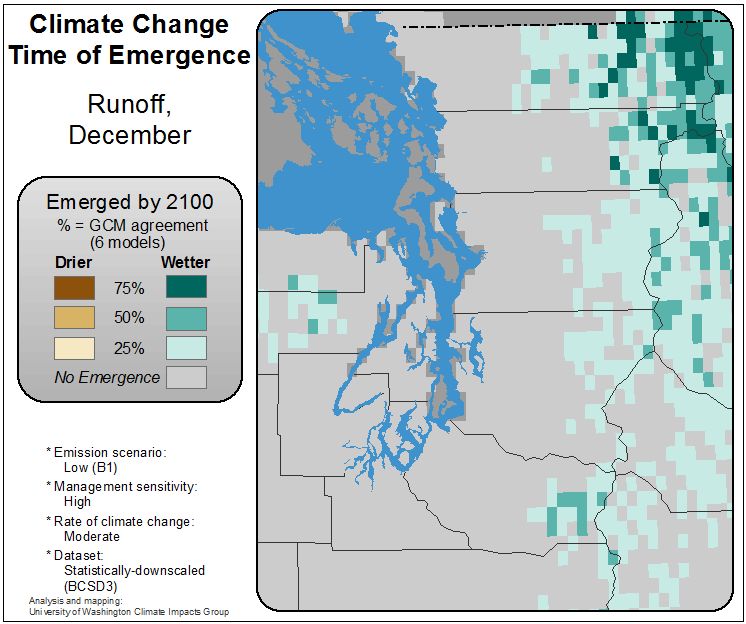 Climate Change
Time of Emergence
Runoff,
December
Emerged by 2100
% = GCM agreement
(6 models)
Drier Wetter
75%
50%
25%
No Emergence
* Emission scenario:
Low (B1)
* Management sensitivity:
High
* Rate of climate change:
Moderate
* Dataset:
Statistically-downscaled
(BCSD3)
Analysis and mapping:
University of Washington Climate Impacts Group